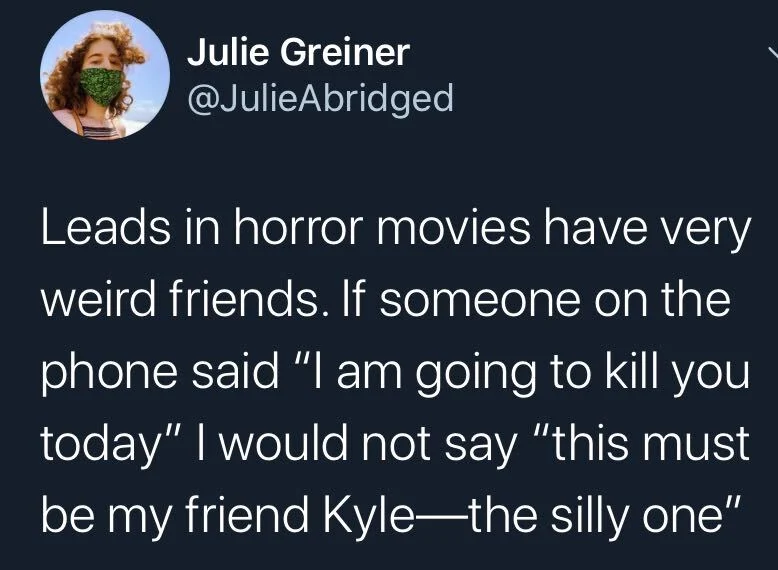 Julie Greiner
@JulieAbridged
Leads in horror movies have very
weird friends. If someone on the
phone said “I am going to kill you
today” I would not say “this must
be my friend Kyle—the silly one”